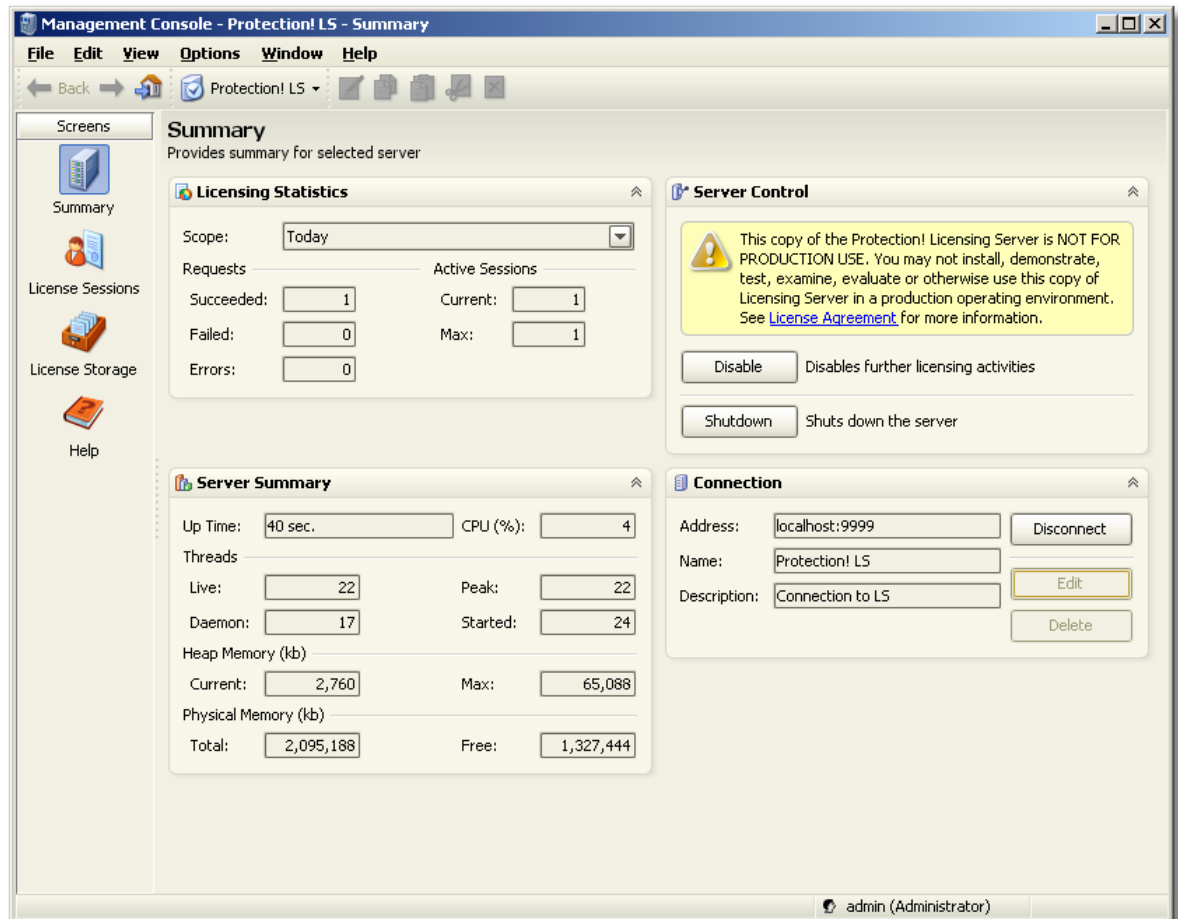 Management Console - Protection! LS - Summary
File Edit View Options Window Help
Back Protection! LS
Screens
Summary
License Sessions
License Storage
Help
Summary
Provides summary for selected server
Licensing Statistics
Scope: Today
Requests Active Sessions
Succeeded: 1 Current: 1
Failed: 0 Max: 1
Errors: 0
Server Control
This copy of the Protection! Licensing Server is NOT FOR
PRODUCTION USE. You may not install, demonstrate,
test, examine, evaluate or otherwise use this copy of
Licensing Server in a production operating environment.
See License Agreement for more information.
Disable Disables further licensing activities
Shutdown Shuts down the server
Server Summary
Up Time: 40 sec. CPU (%): 4
Threads
Live: 22 Peak: 22
Daemon: 17 Started: 24
Heap Memory (kb)
Current: 2,760 Max: 65,088
Physical Memory (kb)
Total: 2,095,188 Free: 1,327,444
Connection
Address: localhost:9999 Disconnect
Name: Protection! LS
Edit
Description: Connection to LS
Delete
admin (Administrator)